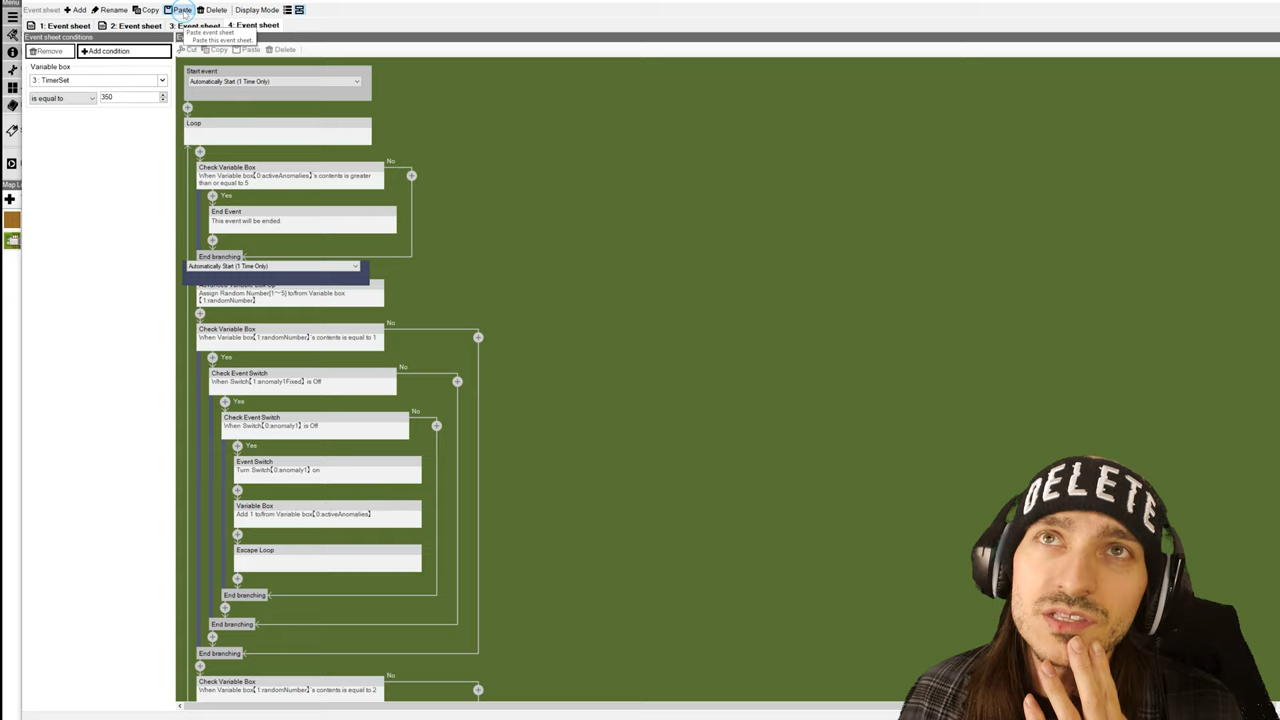 Menu
Event sheet Add Rename Copy Paste Delete Display Mode
1: Event sheet 2: Event sheet 3: Event sheet 4: Event sheet
Paste event sheet
Paste this event sheet.
Event sheet conditions
Cut Copy Paste Delete
Remove Add condition
Variable box
3 : TimerSet
is equal to 350
Start event
Automatically Start (1 Time Only)
Loop
Check Variable Box
When Variable box【0:activeAnomalies】's contents is greater
than or equal to 5
No
Yes
End Event
This event will be ended.
End branching
Automatically Start (1 Time Only)
Assign Random Number[1～5] to/from Variable box
【1:randomNumber】
Check Variable Box
When Variable box【1:randomNumber】's contents is equal to 1
No
Yes
Check Event Switch
When Switch【1:anomaly1Fixed】is Off
No
Yes
Check Event Switch
When Switch【0:anomaly1】is Off
No
Yes
Event Switch
Turn Switch【0:anomaly1】on
Variable Box
Add 1 to/from Variable box【0:activeAnomalies】
Escape Loop
End branching
End branching
End branching
Check Variable Box
When Variable box【1:randomNumber】's contents is equal to 2
No
Map L
DELETE